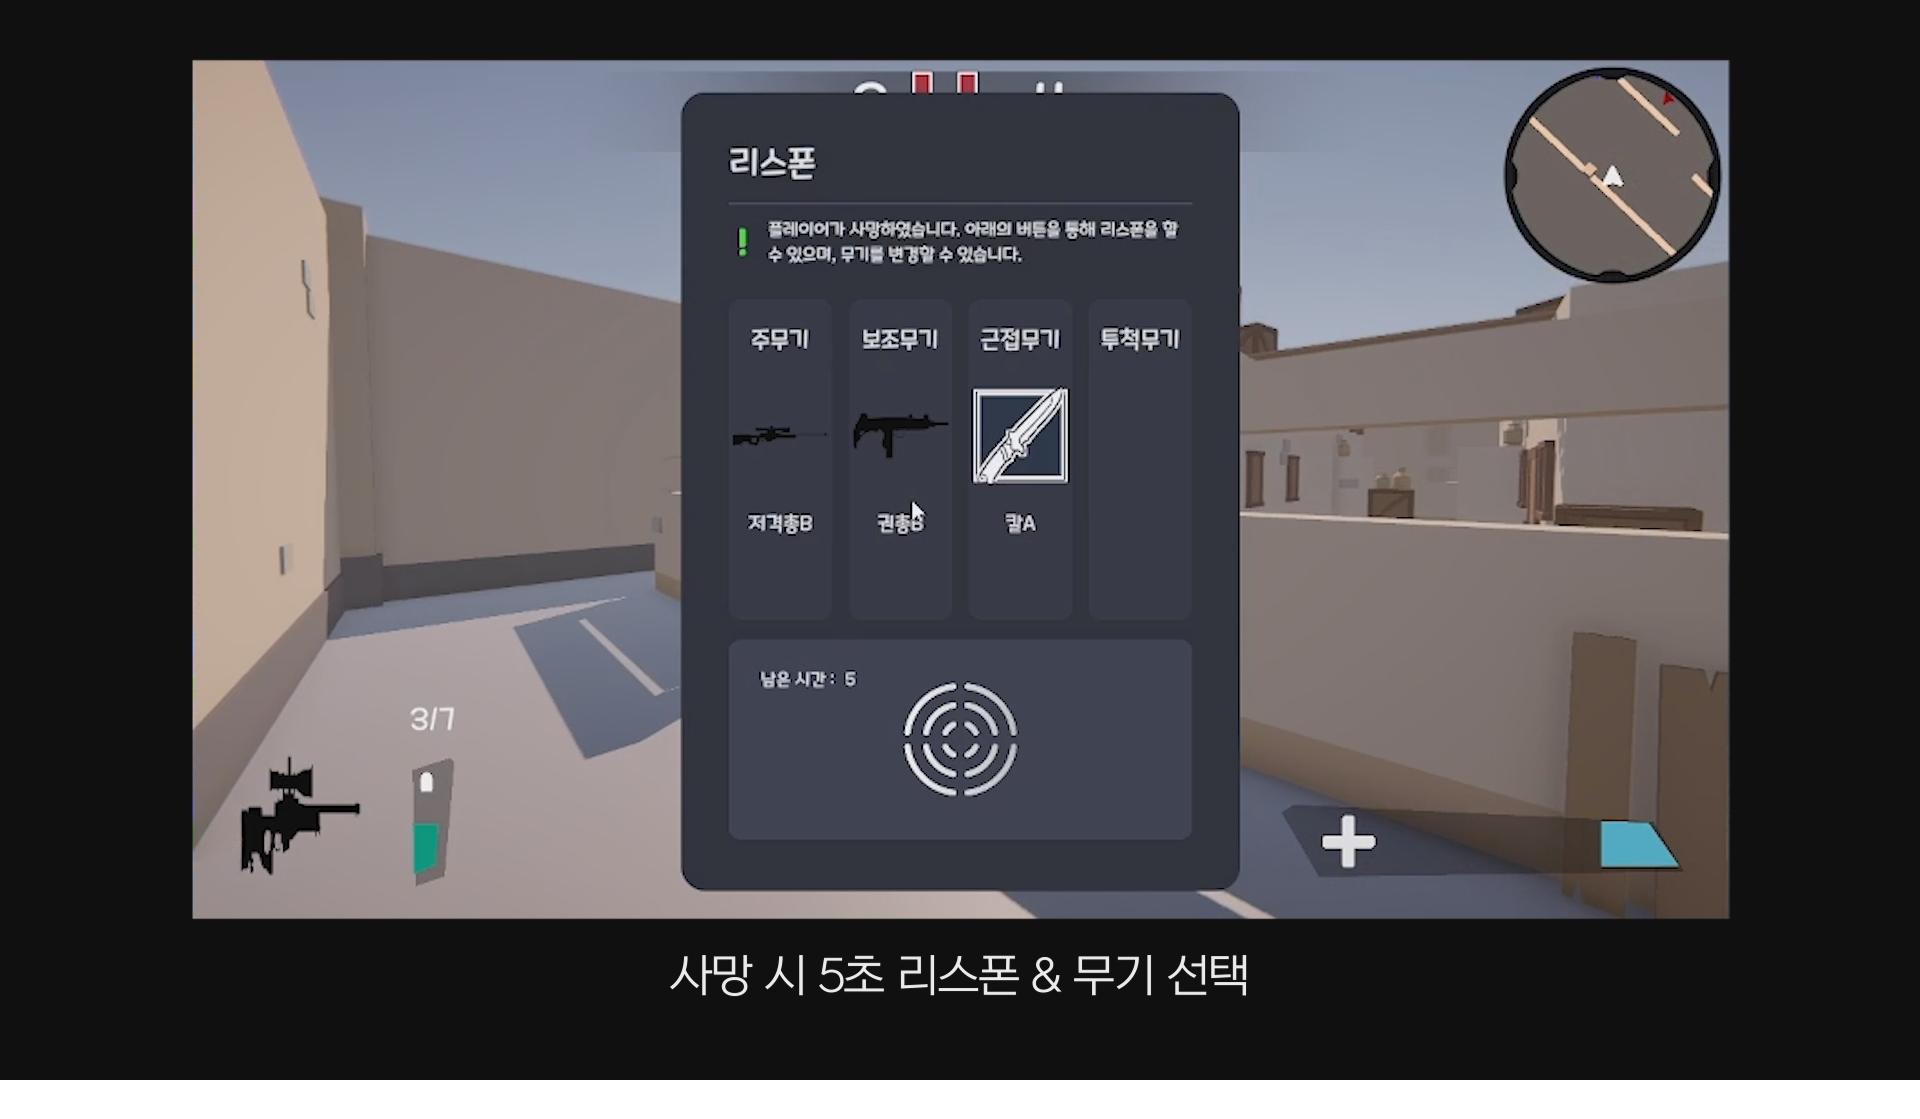 리스폰
!
플레이어가 사망하였습니다. 아래의 버튼을 통해 리스폰을 할
수 있으며, 무기를 변경할 수 있습니다.
주무기
보조무기
근접무기
투척무기
저격총B
권총B
칼A
남은 시간 : 5
3/7
사망 시 5초 리스폰 & 무기 선택